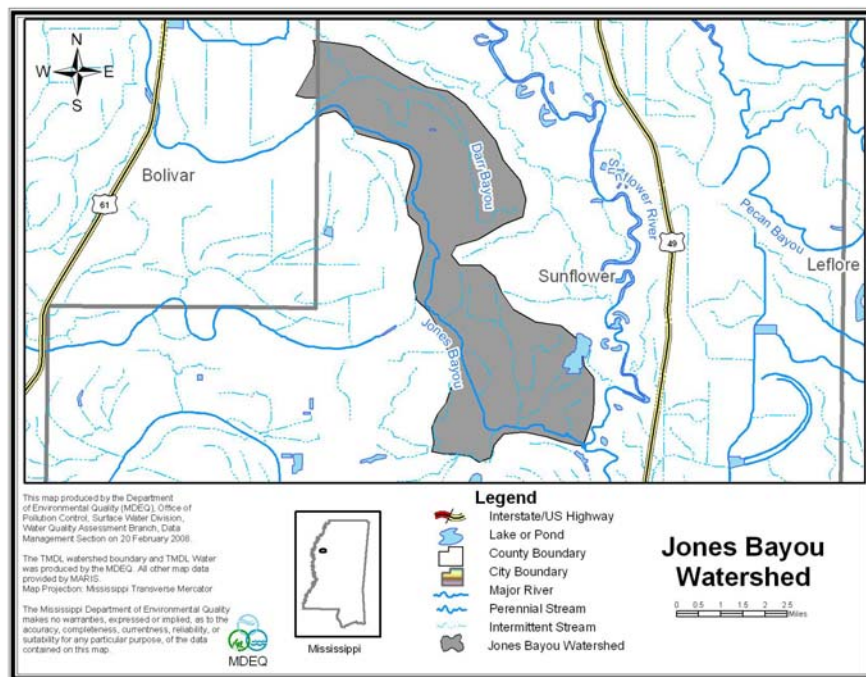 N
W E
S
Bolivar
61
Darr Bayou
Sunflower River
Pecan Bayou
49
Leflore
Sunflower
Jones Bayou
This map produced by the Department
of Environmental Quality (MDEQ), Office of
Pollution Control, Surface Water Division,
Water Quality Assessment Branch, Data
Management Section on 20 February 2008.
The TMDL watershed boundary and TMDL Water
was produced by the MDEQ. All other map data
provided by MARIS.
Map Projection: Mississippi Transverse Mercator
The Mississippi Department of Environmental Quality
makes no warranties, expressed or implied, as to the
accuracy, completeness, currentness, reliability, or
suitability for any particular purpose, of the data
contained on this map.
MDEQ
Mississippi
Legend
Interstate/US Highway
Lake or Pond
County Boundary
City Boundary
Major River
Perennial Stream
Intermittent Stream
Jones Bayou Watershed
Jones Bayou
Watershed
0 0.5 1 1.5 2 2.5
Miles